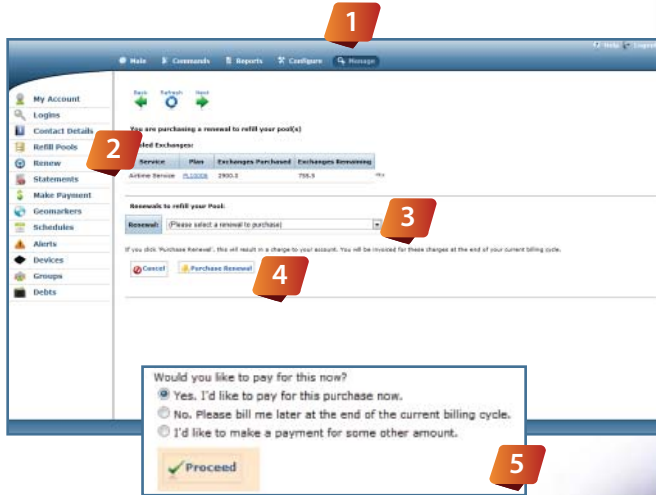 1
Help Logout
Main Commands Reports Configure Manage
Back Refresh Next
My Account
Logins
Contact Details
Refill Pools
Renew
Statements
Make Payment
Geomarkers
Schedules
Alerts
Devices
Groups
Debts
You are purchasing a renewal to refill your pool(s)
2
Exchanges:
Service Plan Exchanges Purchased Exchanges Remaining
Airtime Service 2900.0
Renewals to refill your Pool:
Renewal: (Please select a renewal to purchase)
3
If you click 'Purchase Renewal', this will result in a charge to your account. You will be invoiced for these charges at the end of your current billing cycle.
Cancel Purchase Renewal
4
Would you like to pay for this now?
Yes. I'd like to pay for this purchase now.
No. Please bill me later at the end of the current billing cycle.
I'd like to make a payment for some other amount.
Proceed
5